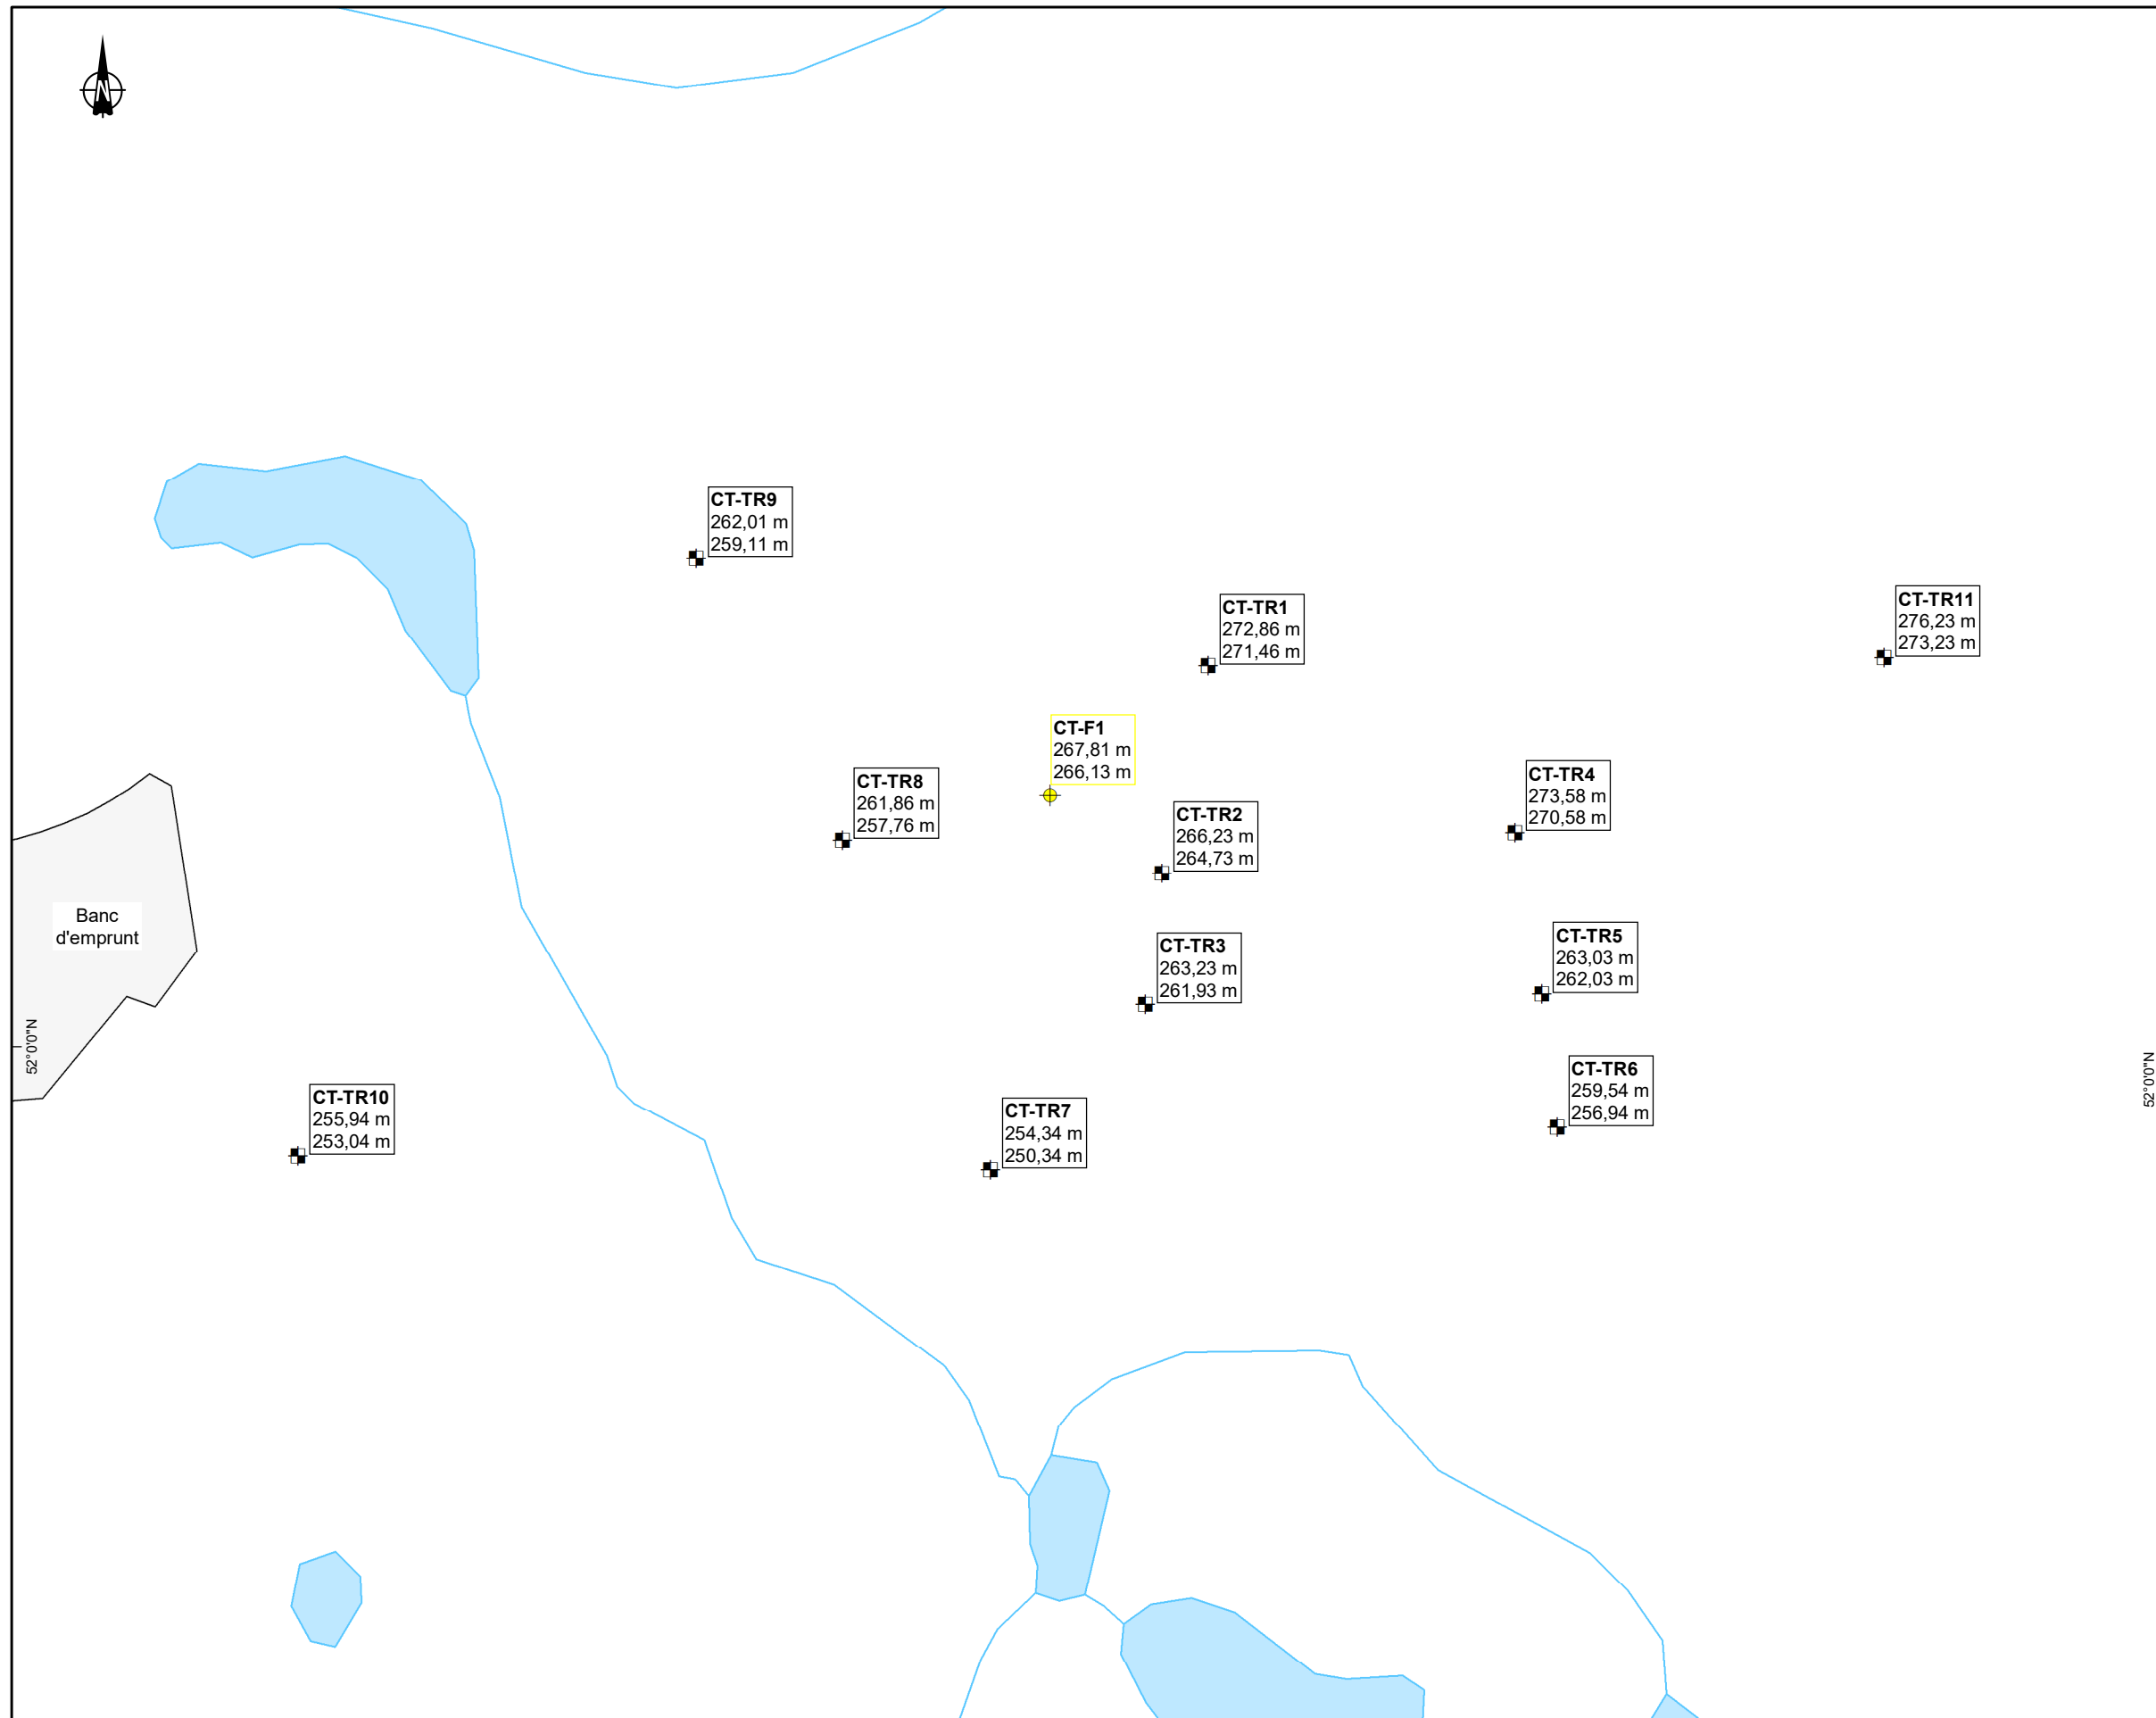 N
CT-TR9
262,01 m
259,11 m
CT-TR1
272,86 m
271,46 m
CT-TR11
276,23 m
273,23 m
CT-F1
267,81 m
266,13 m
CT-TR8
261,86 m
257,76 m
CT-TR2
266,23 m
264,73 m
CT-TR4
273,58 m
270,58 m
Banc
d'emprunt
CT-TR3
263,23 m
261,93 m
CT-TR5
263,03 m
262,03 m
52°0'0"N
52°0'0"N
CT-TR10
255,94 m
253,04 m
CT-TR7
254,34 m
250,34 m
CT-TR6
259,54 m
256,94 m